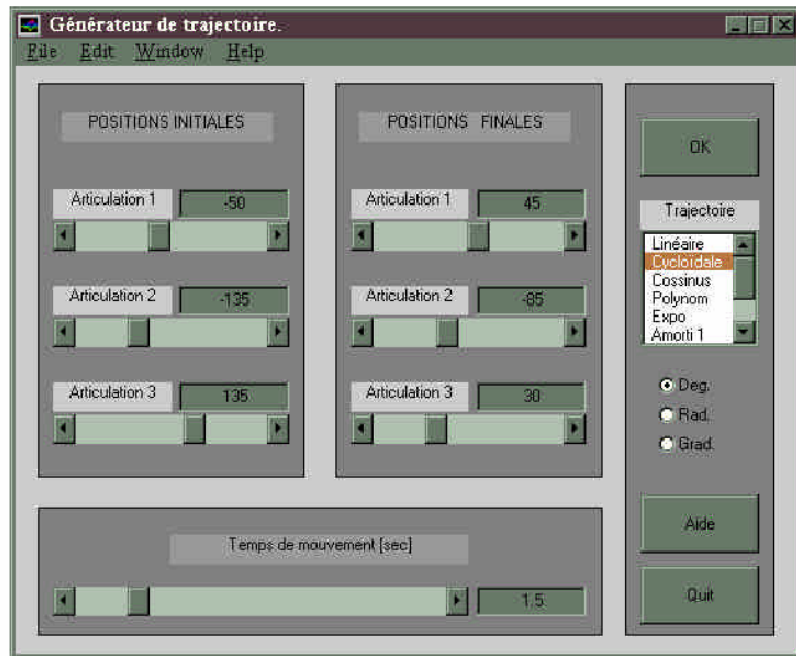 Générateur de trajectoire.
File Edit Window Help
POSITIONS INITIALES
Articulation 1 -50
Articulation 2 -135
Articulation 3 135
POSITIONS FINALES
Articulation 1 45
Articulation 2 -85
Articulation 3 30
Temps de mouvement [sec]
1.5
OK
Trajectoire
Linéaire
Cycloïdale
Cossinus
Polynom
Expo
Amorti 1
Deg.
Rad.
Grad.
Aide
Quit